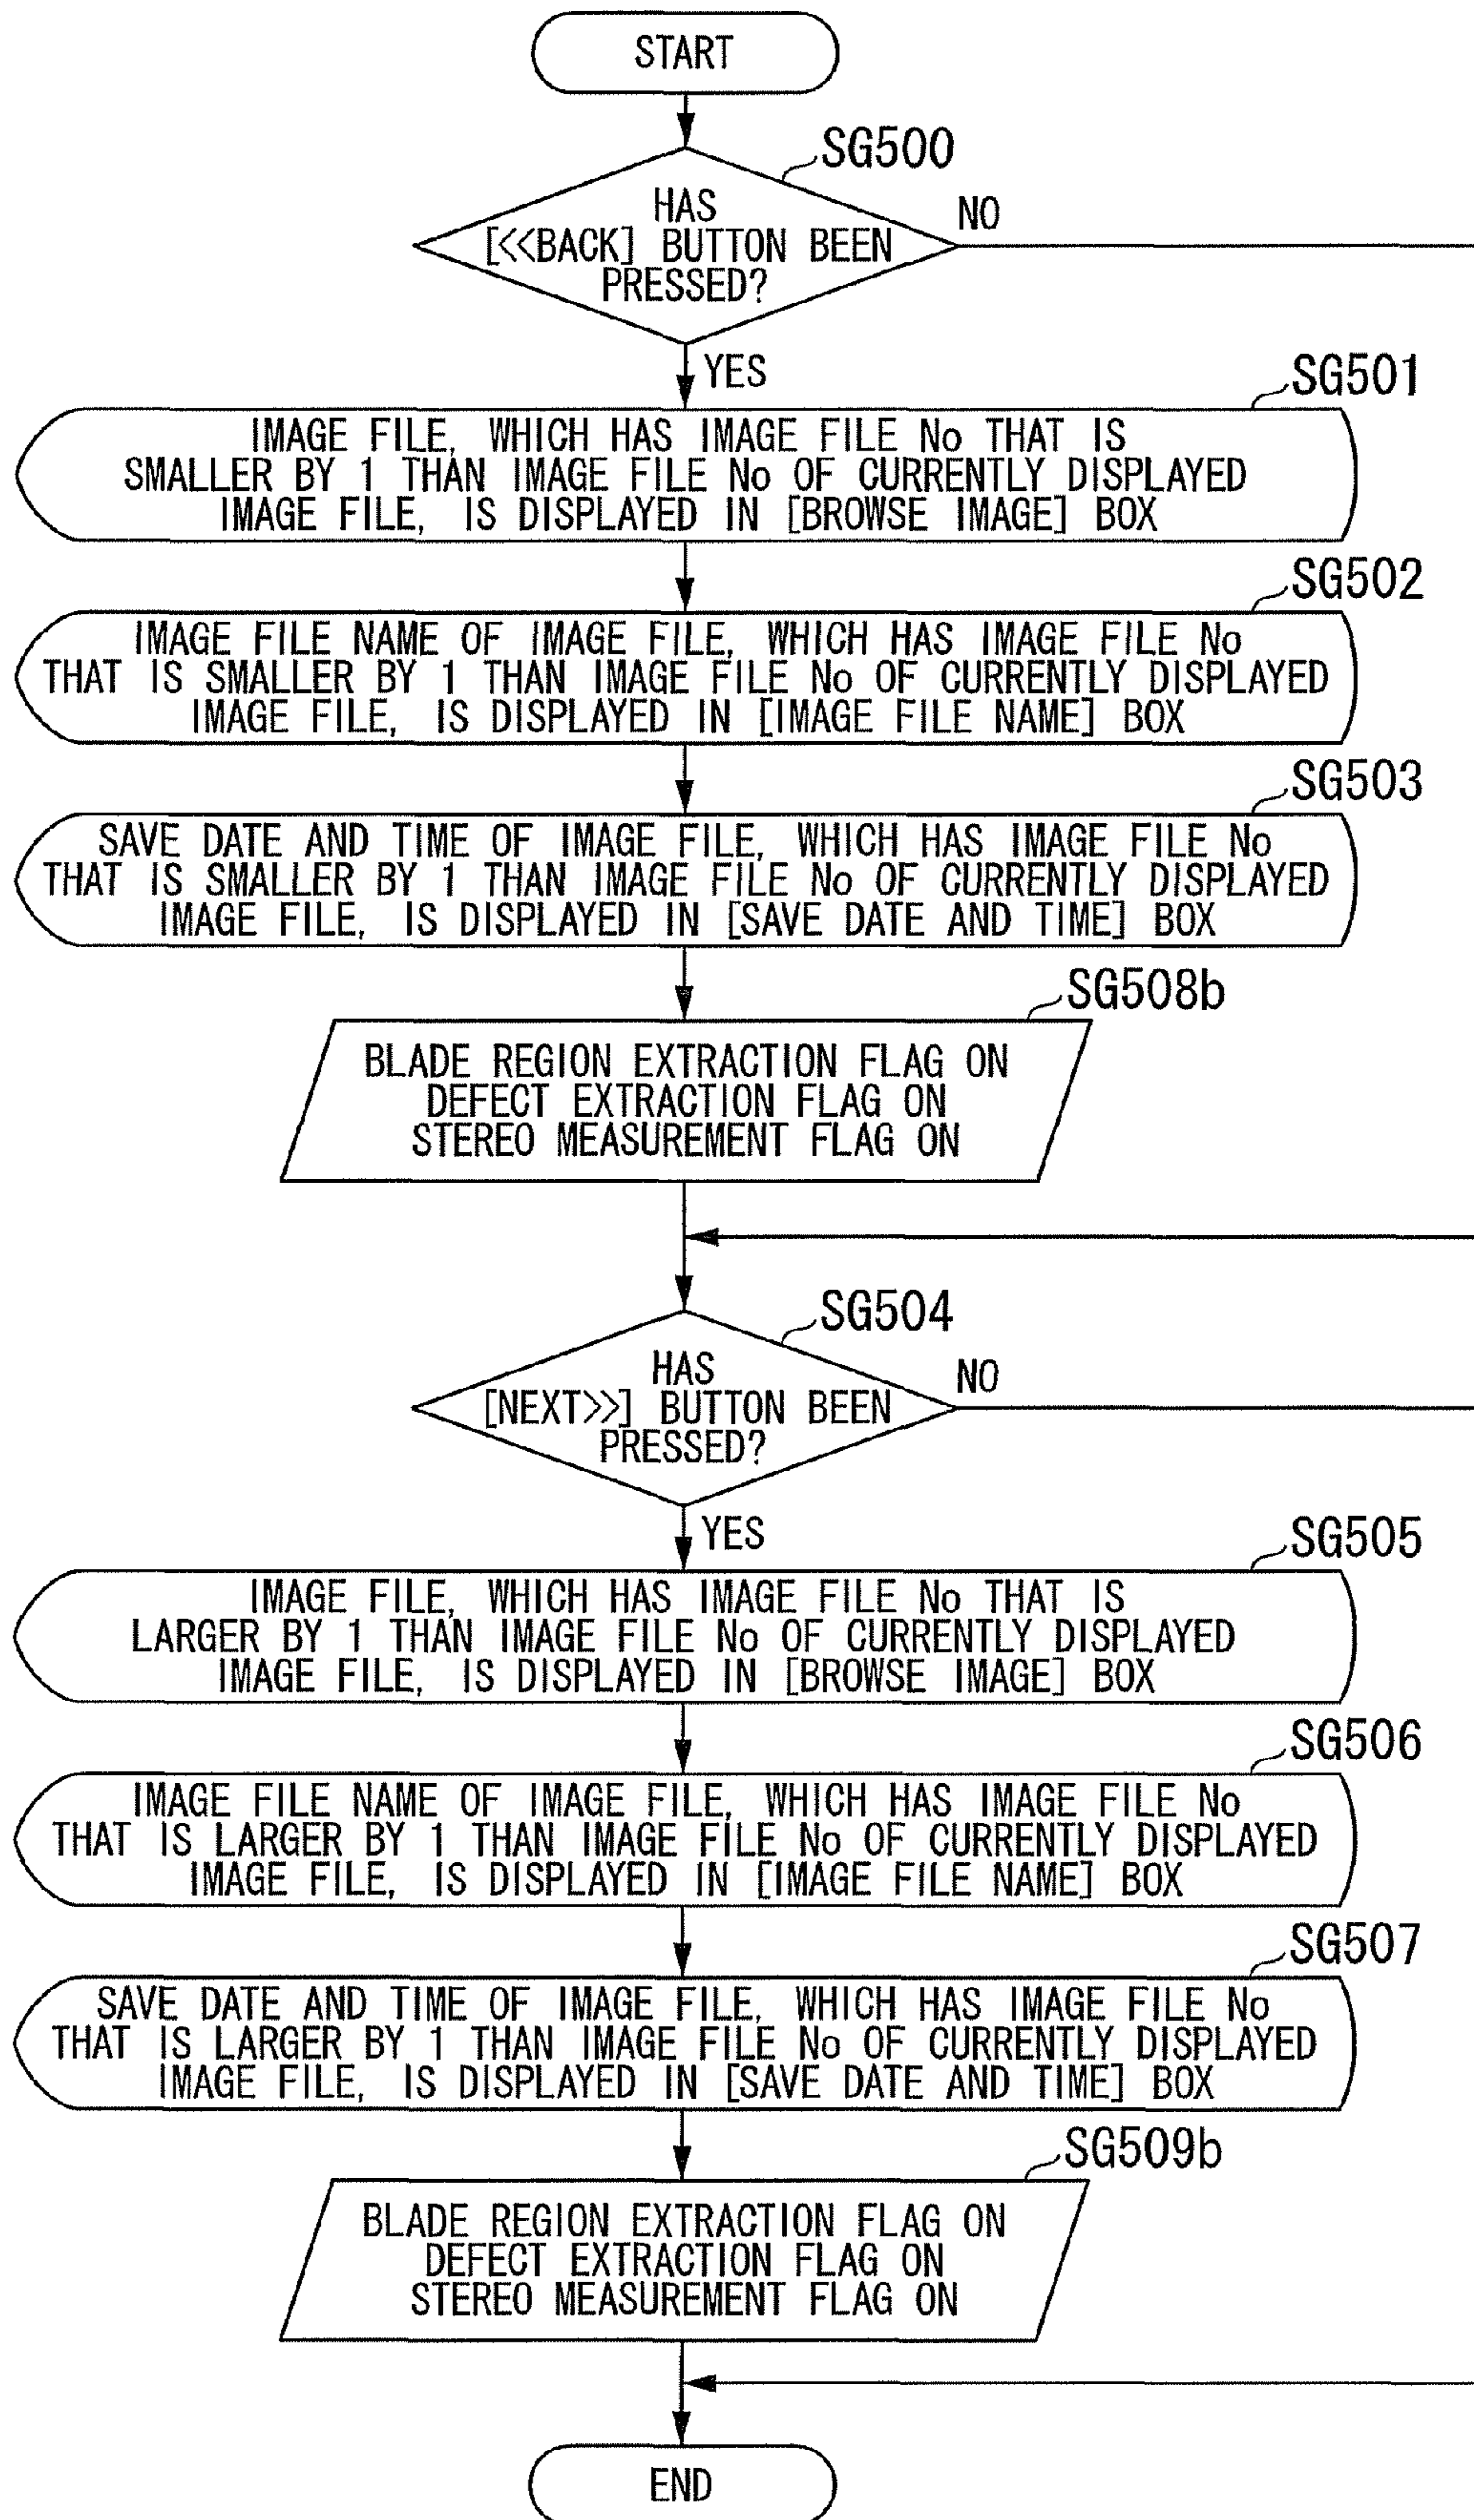 START
SG500
HAS
[<<BACK] BUTTON BEEN
PRESSED?
NO
YES
SG501
IMAGE FILE, WHICH HAS IMAGE FILE No THAT IS
SMALLER BY 1 THAN IMAGE FILE No OF CURRENTLY DISPLAYED
IMAGE FILE, IS DISPLAYED IN [BROWSE IMAGE] BOX
SG502
IMAGE FILE NAME OF IMAGE FILE, WHICH HAS IMAGE FILE No
THAT IS SMALLER BY 1 THAN IMAGE FILE No OF CURRENTLY DISPLAYED
IMAGE FILE, IS DISPLAYED IN [IMAGE FILE NAME] BOX
SG503
SAVE DATE AND TIME OF IMAGE FILE, WHICH HAS IMAGE FILE No
THAT IS SMALLER BY 1 THAN IMAGE FILE No OF CURRENTLY DISPLAYED
IMAGE FILE, IS DISPLAYED IN [SAVE DATE AND TIME] BOX
SG508b
BLADE REGION EXTRACTION FLAG ON
DEFECT EXTRACTION FLAG ON
STEREO MEASUREMENT FLAG ON
SG504
HAS
[NEXT>>] BUTTON BEEN
PRESSED?
NO
YES
SG505
IMAGE FILE, WHICH HAS IMAGE FILE No THAT IS
LARGER BY 1 THAN IMAGE FILE No OF CURRENTLY DISPLAYED
IMAGE FILE, IS DISPLAYED IN [BROWSE IMAGE] BOX
SG506
IMAGE FILE NAME OF IMAGE FILE, WHICH HAS IMAGE FILE No
THAT IS LARGER BY 1 THAN IMAGE FILE No OF CURRENTLY DISPLAYED
IMAGE FILE, IS DISPLAYED IN [IMAGE FILE NAME] BOX
SG507
SAVE DATE AND TIME OF IMAGE FILE, WHICH HAS IMAGE FILE No
THAT IS LARGER BY 1 THAN IMAGE FILE No OF CURRENTLY DISPLAYED
IMAGE FILE, IS DISPLAYED IN [SAVE DATE AND TIME] BOX
SG509b
BLADE REGION EXTRACTION FLAG ON
DEFECT EXTRACTION FLAG ON
STEREO MEASUREMENT FLAG ON
END